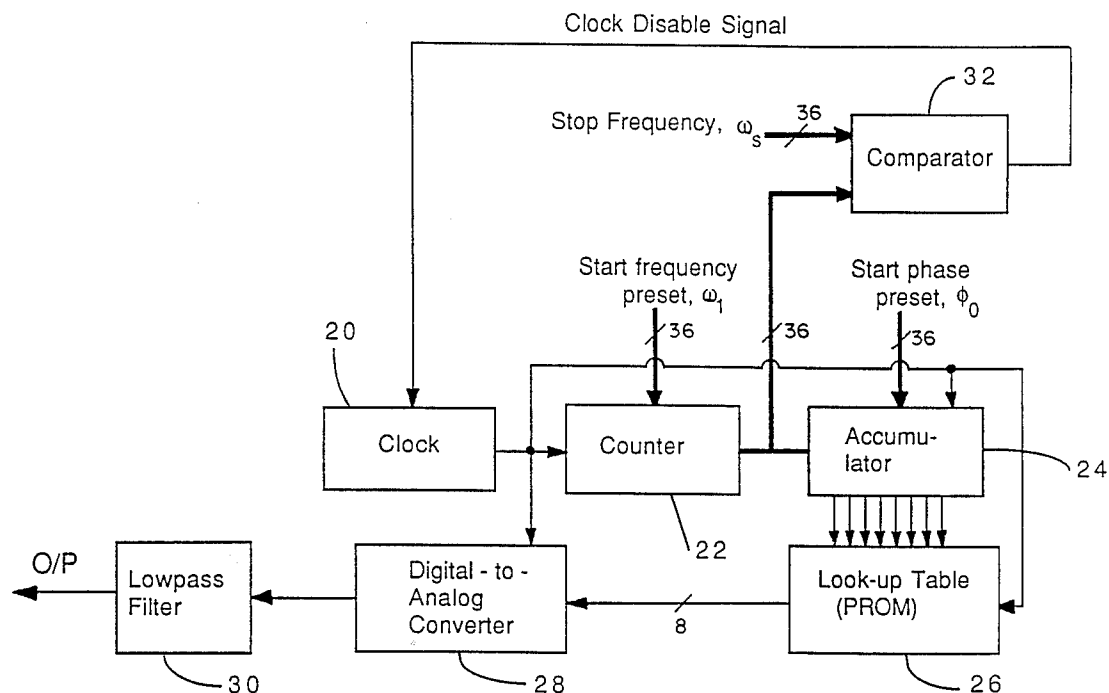 Clock Disable Signal
32
Stop Frequency, ωs
36
Comparator
Start frequency
preset, ω1
Start phase
preset, ϕ0
20
36
36
36
Clock
Counter
Accumu-
lator
24
22
O/P
Lowpass
Filter
Digital - to -
Analog
Converter
8
Look-up Table
(PROM)
30
28
26